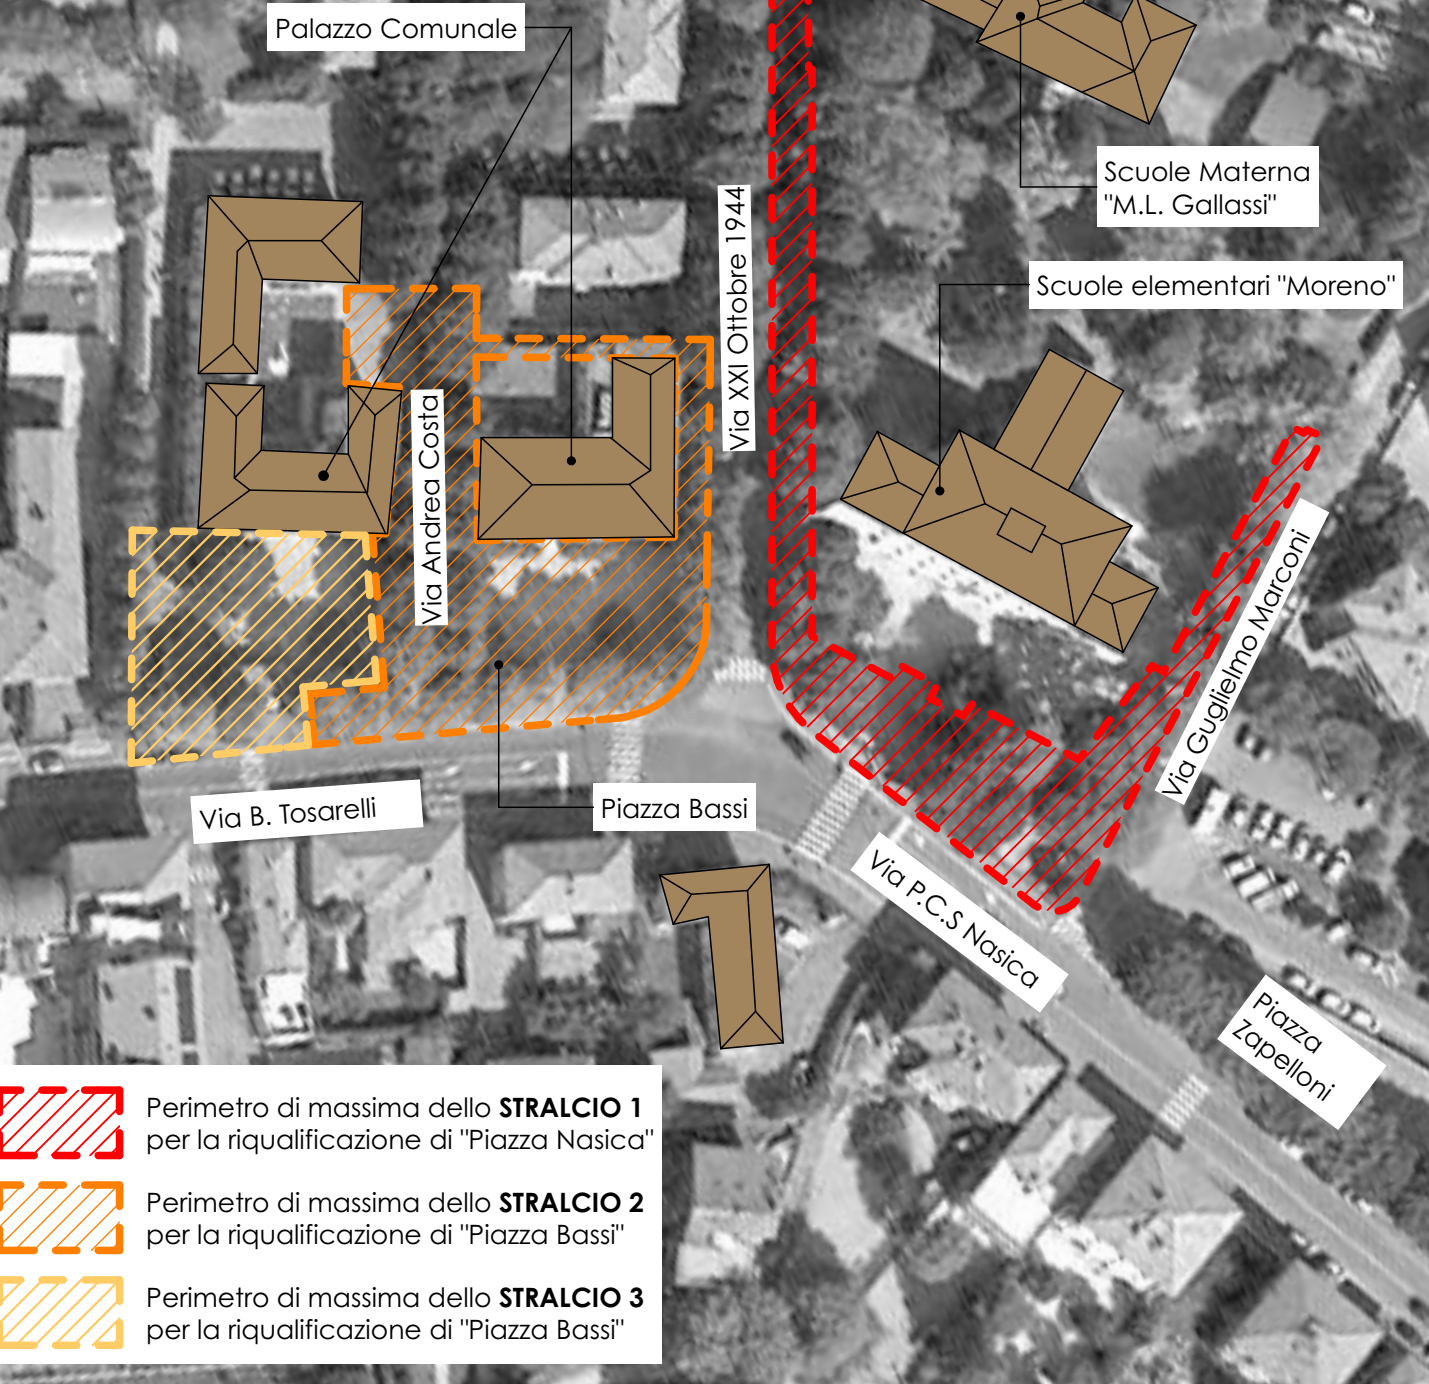 Palazzo Comunale
Scuole Materna
"M.L. Gallassi"
Via XXI Ottobre 1944
Scuole elementari "Moreno"
Via Andrea Costa
Via Guglielmo Marconi
Via B. Tosarelli
Piazza Bassi
Via P.C.S Nasica
Piazza
Zapelloni
Perimetro di massima dello STRALCIO 1
per la riqualificazione di "Piazza Nasica"
Perimetro di massima dello STRALCIO 2
per la riqualificazione di "Piazza Bassi"
Perimetro di massima dello STRALCIO 3
per la riqualificazione di "Piazza Bassi"